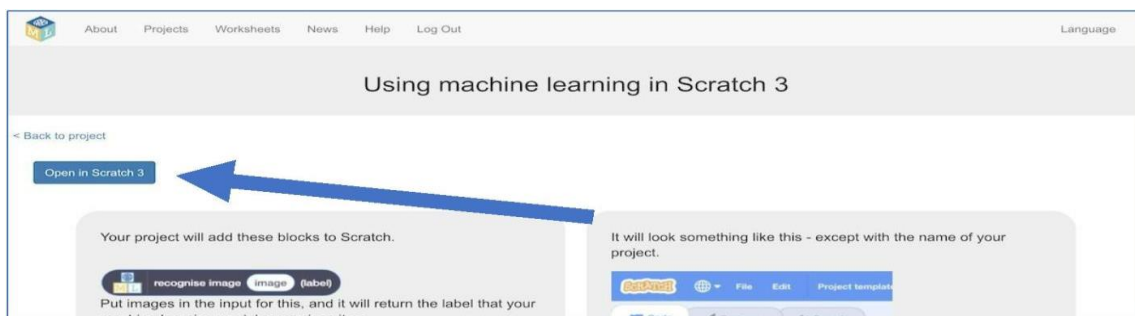 About Projects Worksheets News Help Log Out Language
Using machine learning in Scratch 3
< Back to project
Open in Scratch 3
Your project will add these blocks to Scratch.
ML recognise image image (label)
Put images in the input for this, and it will return the label that your
It will look something like this - except with the name of your
project.
SCRATCH File Edit Project template